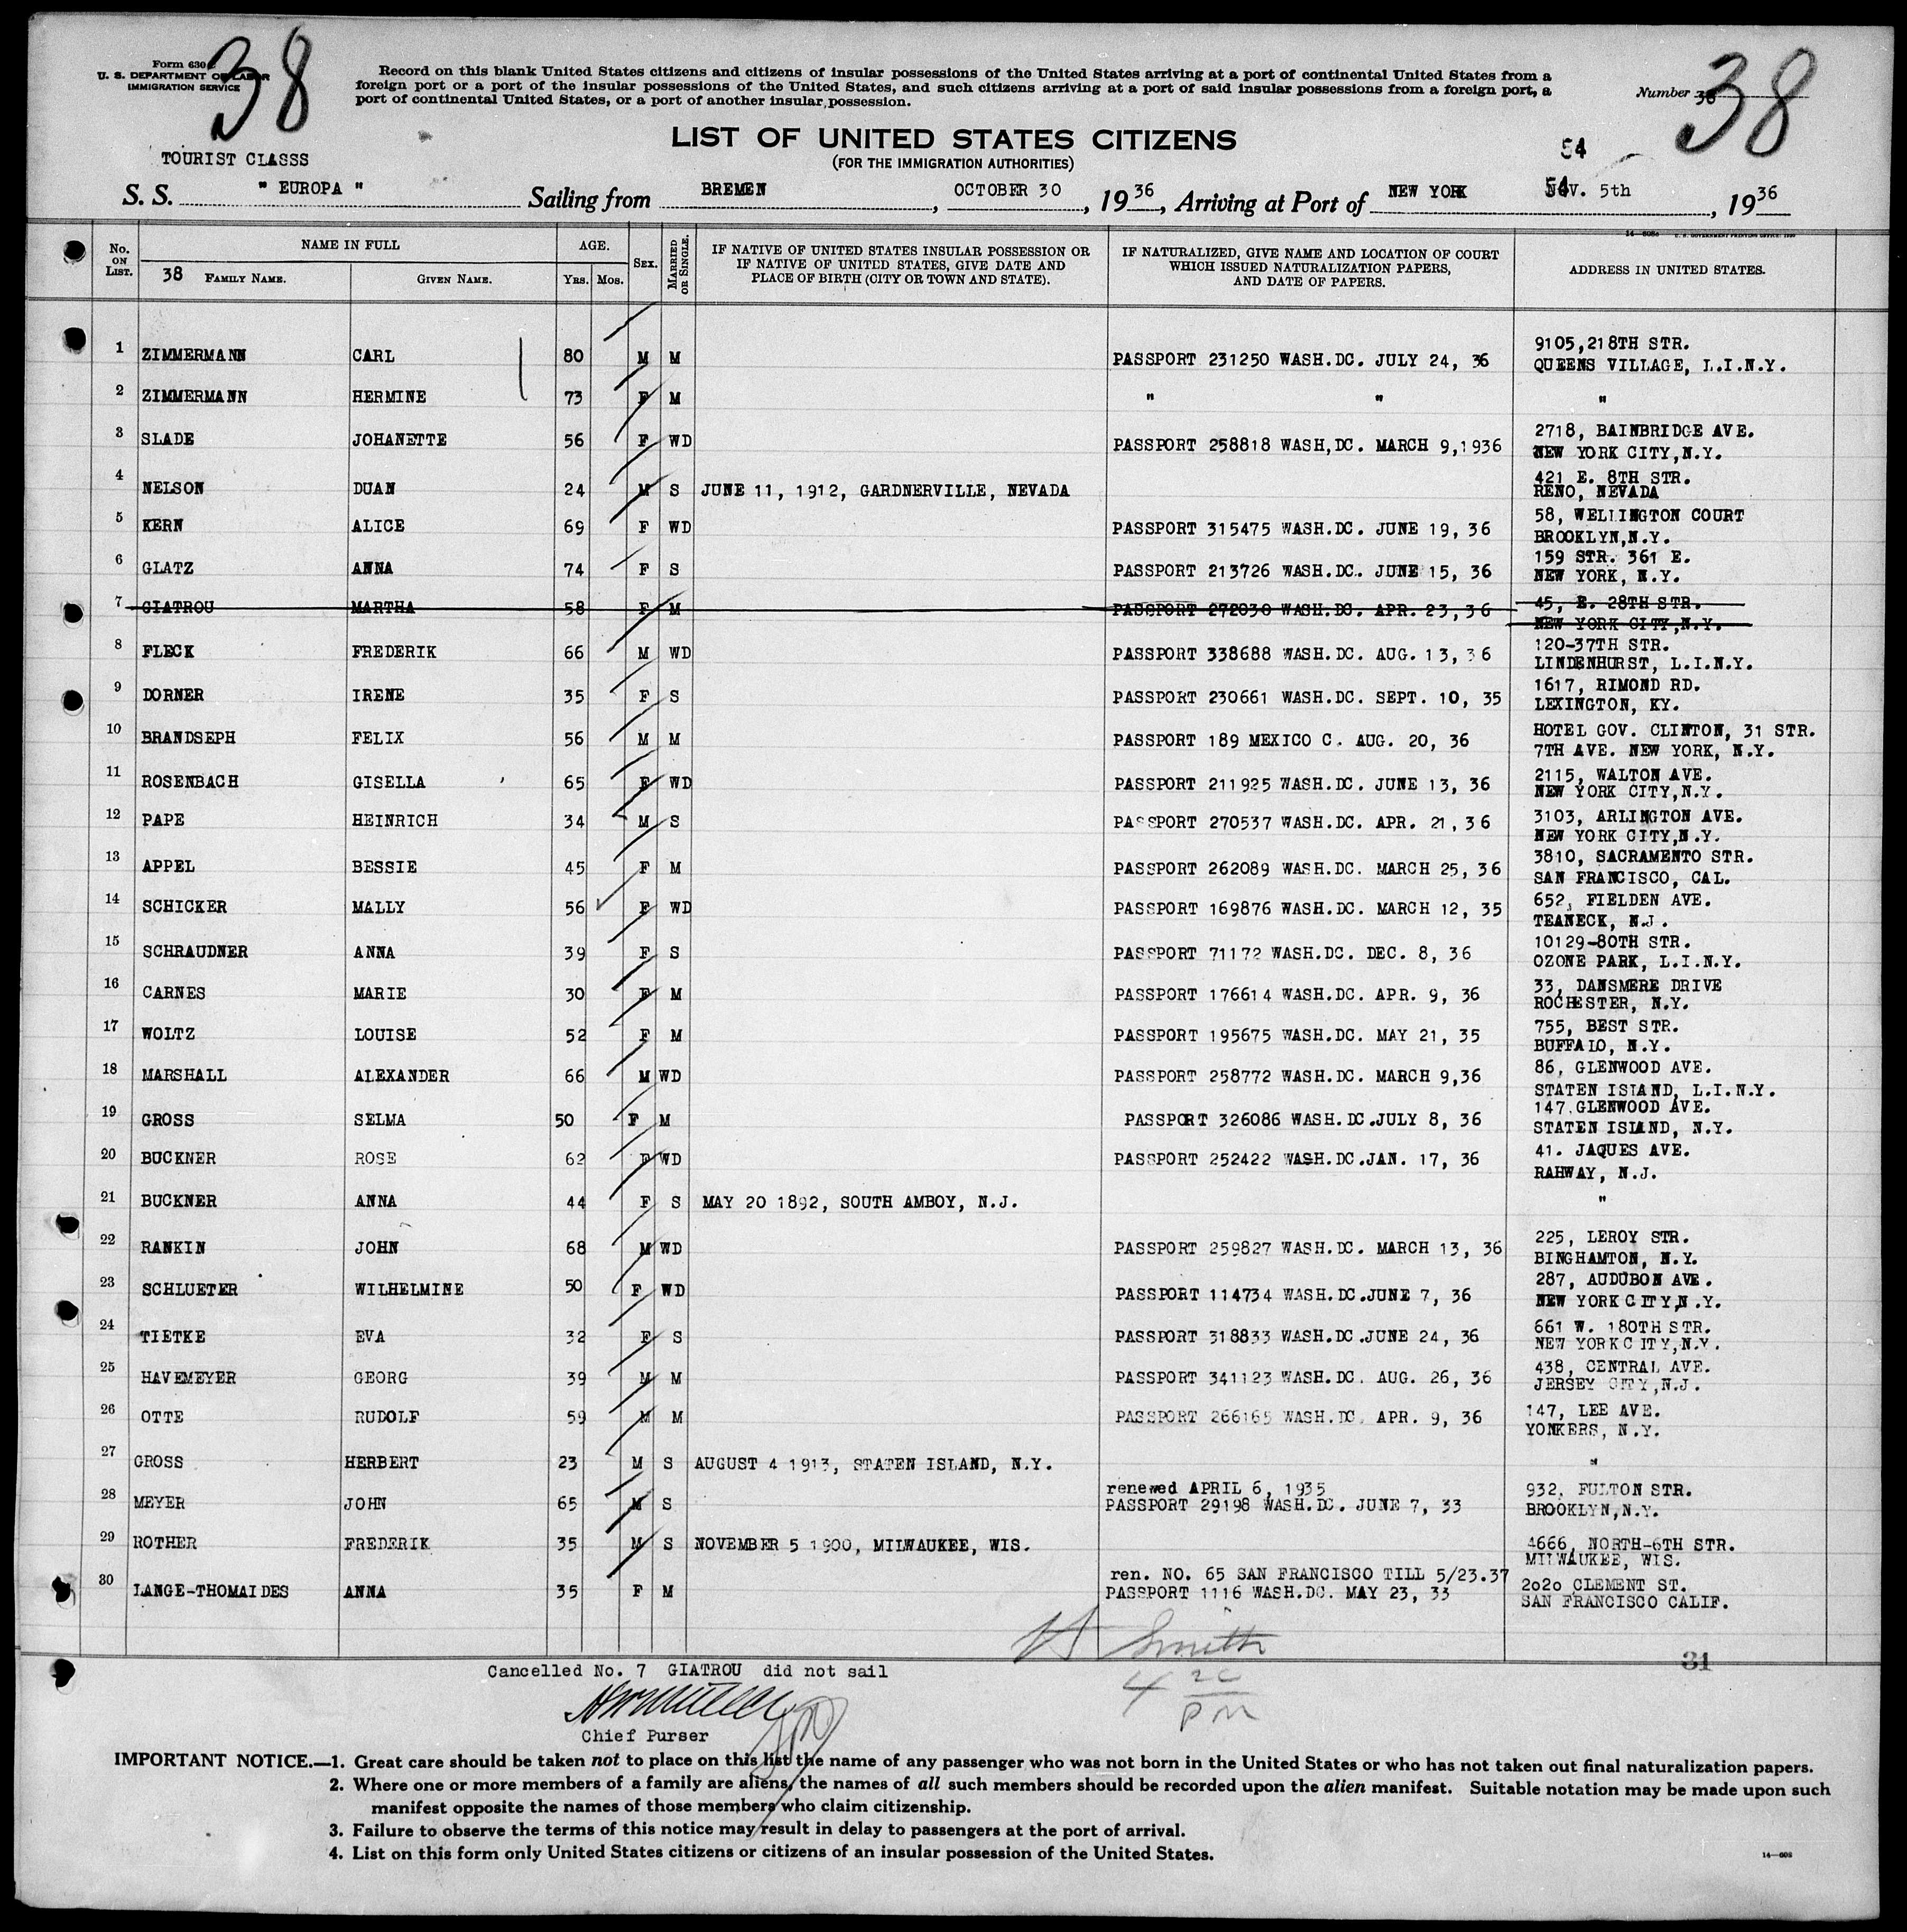 38
Form 630
U. S. DEPARTMENT OF LABOR
IMMIGRATION SERVICE
Record on this blank United States citizens and citizens of insular possessions of the United States arriving at a port of continental United States from a
foreign port or a port of the insular possessions of the United States, and such citizens arriving at a port of said insular possessions from a foreign port, a
port of continental United States, or a port of another insular possession.
Number 38
38
LIST OF UNITED STATES CITIZENS
(FOR THE IMMIGRATION AUTHORITIES)
54
TOURIST CLASSS
S. S. " EUROPA " Sailing from BREMEN, OCTOBER 30, 1936, Arriving at Port of NEW YORK 54 Nov. 5th, 1936
No. ON LIST. NAME IN FULL AGE. SEX. MARRIED OR SINGLE. IF NATIVE OF UNITED STATES INSULAR POSSESSION OR IF NATIVE OF UNITED STATES, GIVE DATE AND PLACE OF BIRTH (CITY OR TOWN AND STATE). IF NATURALIZED, GIVE NAME AND LOCATION OF COURT WHICH ISSUED NATURALIZATION PAPERS, AND DATE OF PAPERS. ADDRESS IN UNITED STATES.
38 FAMILY NAME. GIVEN NAME. YRS. MOS.
1 ZIMMERMANN CARL 80 M M PASSPORT 231250 WASH.DC. JULY 24, 36 9105,218TH STR.
QUEENS VILLAGE, L.I.N.Y.
2 ZIMMERMANN HERMINE 73 F M " " "
3 SLADE JOHANETTE 56 F WD PASSPORT 258818 WASH,DC. MARCH 9,1936 2718, BAINBRIDGE AVE.
NEW YORK CITY,N.Y.
4 NELSON DUAN 24 M S JUNE 11, 1912, GARDNERVILLE, NEVADA 421 E. 8TH STR.
RENO, NEVADA
5 KERN ALICE 69 F WD PASSPORT 315475 WASH.DC. JUNE 19, 36 58, WELLINGTON COURT
BROOKLYN,N.Y.
6 GLATZ ANNA 74 F S PASSPORT 213726 WASH.DC. JUNE 15, 36 159 STR. 361 E.
NEW YORK, N.Y.
7 GIATROU MARTHA 58 F M PASSPORT 272030 WASH.DC. APR. 23,36 45, E. 28TH STR.
NEW YORK CITY,N.Y.
8 FLECK FREDERIK 66 M WD PASSPORT 338688 WASH.DC. AUG. 13, 36 120-37TH STR.
LINDENHURST, L.I.N.Y.
9 DORNER IRENE 35 F S PASSPORT 230661 WASH.DC. SEPT. 10, 35 1617, RIMOND RD.
LEXINGTON, KY.
10 BRANDSEPH FELIX 56 M M PASSPORT 189 MEXICO C. AUG. 20, 36 HOTEL GOV. CLINTON, 31 STR.
7TH AVE. NEW YORK, N.Y.
11 ROSENBACH GISELLA 65 F WD PASSPORT 211925 WASH.DC. JUNE 13, 36 2115, WALTON AVE.
NEW YORK CITY,N.Y.
12 PAPE HEINRICH 34 M S PASSPORT 270537 WASH.DC. APR. 21,36 3103, ARLINGTON AVE.
NEW YORK CITY,N.Y.
13 APPEL BESSIE 45 F M PASSPORT 262089 WASH.DC. MARCH 25, 36 3810, SACRAMENTO STR.
SAN FRANCISCO, CAL.
14 SCHICKER MALLY 56 F WD PASSPORT 169876 WASH.DC. MARCH 12, 35 652, FIELDEN AVE.
TEANECK, N.J.
15 SCHRAUDNER ANNA 39 F S PASSPORT 71172 WASH.DC. DEC. 8, 36 10129-80TH STR.
OZONE PARK, L.I.N.Y.
16 CARNES MARIE 30 F M PASSPORT 176614 WASH.DC. APR. 9, 36 33, DANSMERE DRIVE
ROCHESTER, N.Y.
17 WOLTZ LOUISE 52 F M PASSPORT 195675 WASH.DC. MAY 21, 35 755, BEST STR.
BUFFALO, N.Y.
18 MARSHALL ALEXANDER 66 M WD PASSPORT 258772 WASH.DC. MARCH 9,36 86, GLENWOOD AVE.
STATEN ISLAND, L.I.N.Y.
19 GROSS SELMA 50 F M PASSPORT 326086 WASH.DC.JULY 8, 36 147.GLENWOOD AVE.
STATEN ISLAND, N.Y.
20 BUCKNER ROSE 62 F WD PASSPORT 252422 WASH.DC.JAN. 17, 36 41. JAQUES AVE.
RAHWAY, N.J.
21 BUCKNER ANNA 44 F S MAY 20 1892, SOUTH AMBOY, N.J. "
22 RANKIN JOHN 68 M WD PASSPORT 259827 WASH.DC. MARCH 13, 36 225, LEROY STR.
BINGHAMTON, N.Y.
23 SCHLUETER WILHELMINE 50 F WD PASSPORT 114734 WASH.DC.JUNE 7, 36 287, AUDUBON AVE.
NEW YORK CITY,N.Y.
24 TIETKE EVA 32 F S PASSPORT 318833 WASH.DC.JUNE 24, 36 661 W. 180TH STR.
NEW YORK CITY,N.Y.
25 HAVEMEYER GEORG 39 M M PASSPORT 341123 WASH.DC. AUG. 26, 36 438, CENTRAL AVE.
JERSEY CITY,N.J.
26 OTTE RUDOLF 59 M M PASSPORT 266165 WASH.DC. APR. 9, 36 147, LEE AVE.
YONKERS, N.Y.
27 GROSS HERBERT 23 M S AUGUST 4 1913, STATEN ISLAND, N.Y. "
renewed APRIL 6, 1935
28 MEYER JOHN 65 M S PASSPORT 29198 WASH.DC. JUNE 7, 33 932, FULTON STR.
BROOKLYN,N.Y.
29 ROTHER FREDERIK 35 M S NOVEMBER 5 1900, MILWAUKEE, WIS. 4666, NORTH-6TH STR.
MILWAUKEE, WIS.
ren. NO. 65 SAN FRANCISCO TILL 5/23.37
30 LANGE-THOMAIDES ANNA 35 F M PASSPORT 1116 WASH.DC. MAY 23, 33 2020 CLEMENT ST.
SAN FRANCISCO CALIF.
Smith
31
Cancelled No. 7 GIATROU did not sail
4 20 PM
Chief Purser
IMPORTANT NOTICE.—1. Great care should be taken not to place on this list the name of any passenger who was not born in the United States or who has not taken out final naturalization papers.
2. Where one or more members of a family are aliens, the names of all such members should be recorded upon the alien manifest. Suitable notation may be made upon such
manifest opposite the names of those members who claim citizenship.
3. Failure to observe the terms of this notice may result in delay to passengers at the port of arrival.
4. List on this form only United States citizens or citizens of an insular possession of the United States.
14—608